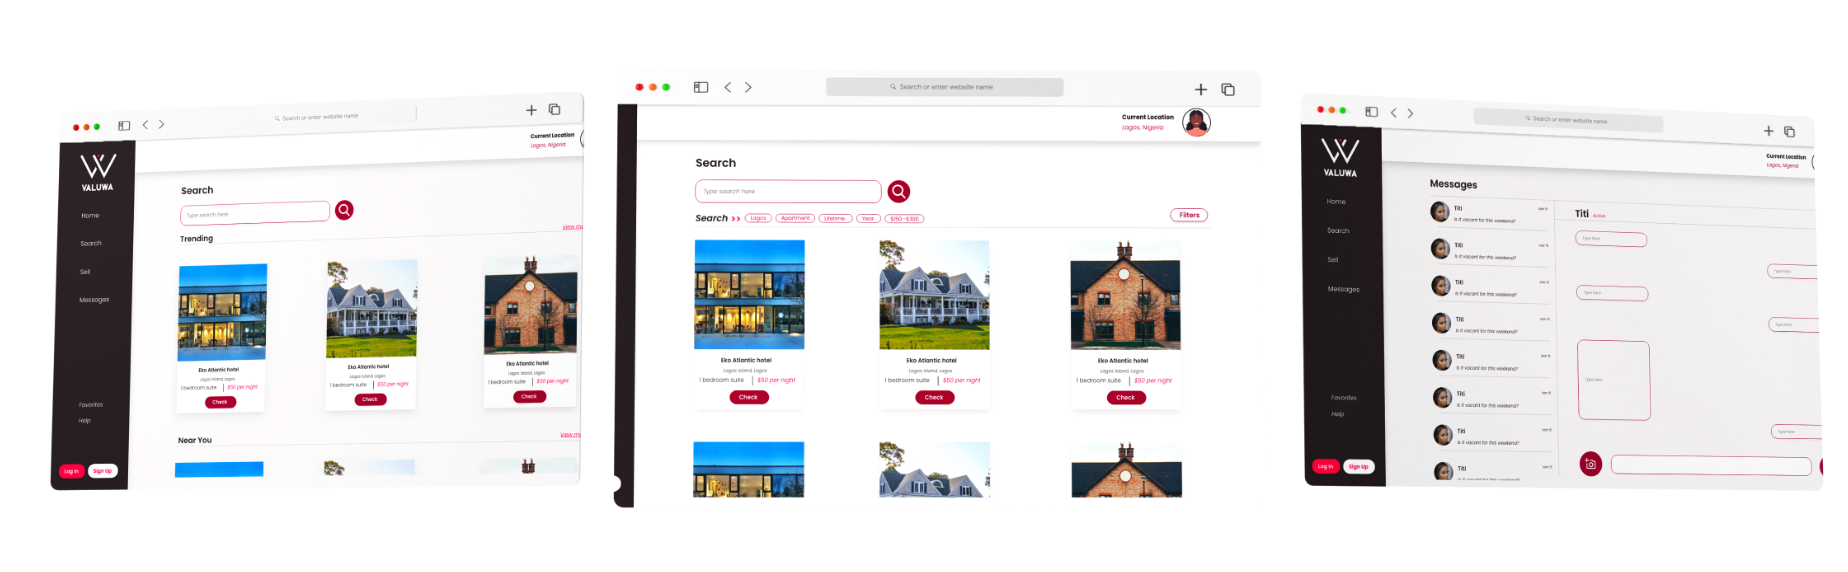 Search or enter website name
Current Location
Lagos, Nigeria
VALUWA
Home
Search
Sell
Messages
Favorites
Help
Log In
Sign Up
Search
Type search here
Trending
View mo
Eko Atlantic hotel
Lagos Island, Lagos
1 bedroom suite | $50 per night
Check
Eko Atlantic hotel
Lagos Island, Lagos
1 bedroom suite | $50 per night
Check
Eko Atlantic hotel
Lagos Island, Lagos
1 bedroom suite | $50 per night
Check
Near You
View mo
Search or enter website name
Current Location
Lagos, Nigeria
Search
Type search here
Search >> Lagos Apartment Lifetime Year $150-$300
Filters
Eko Atlantic hotel
Lagos Island, Lagos
1 bedroom suite | $50 per night
Check
Eko Atlantic hotel
Lagos Island, Lagos
1 bedroom suite | $50 per night
Check
Eko Atlantic hotel
Lagos Island, Lagos
1 bedroom suite | $50 per night
Check
Search or enter website name
Current Location
Lagos, Nigeria
VALUWA
Home
Search
Sell
Messages
Favorites
Help
Log In
Sign Up
Messages
Titi
Is it vacant for this weekend?
Titi
Is it vacant for this weekend?
Titi
Is it vacant for this weekend?
Titi
Is it vacant for this weekend?
Titi
Is it vacant for this weekend?
Titi
Is it vacant for this weekend?
Titi
Is it vacant for this weekend?
Titi
Titi Active
Type here
Type here
Type here
Type here
Type here
Type here